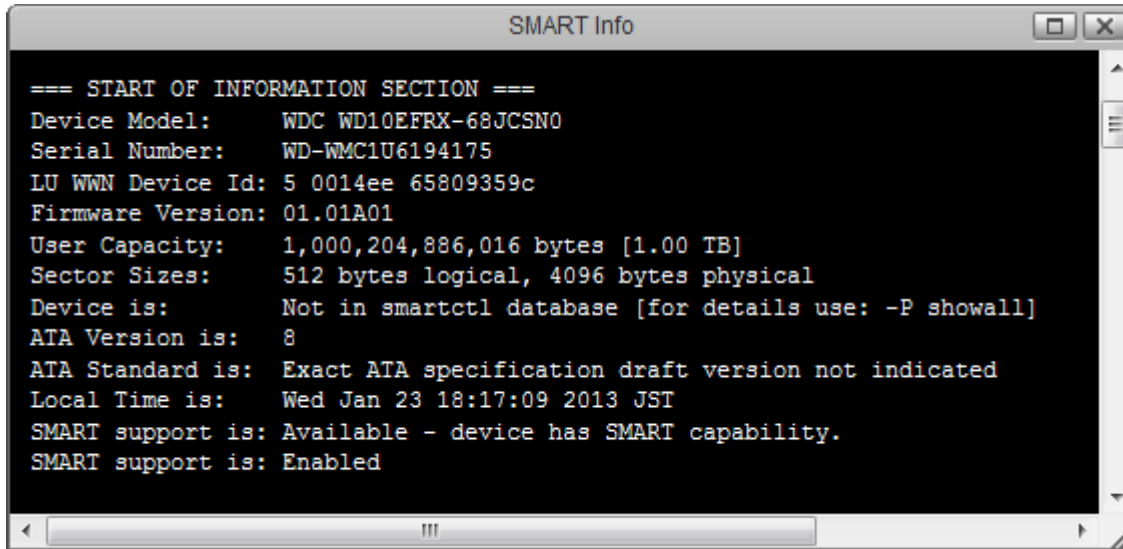 SMART Info
=== START OF INFORMATION SECTION ===
Device Model:     WDC WD10EFRX-68JCSN0
Serial Number:    WD-WMC1U6194175
LU WWN Device Id: 5 0014ee 65809359c
Firmware Version: 01.01A01
User Capacity:    1,000,204,886,016 bytes [1.00 TB]
Sector Sizes:     512 bytes logical, 4096 bytes physical
Device is:        Not in smartctl database [for details use: -P showall]
ATA Version is:   8
ATA Standard is:  Exact ATA specification draft version not indicated
Local Time is:    Wed Jan 23 18:17:09 2013 JST
SMART support is: Available - device has SMART capability.
SMART support is: Enabled